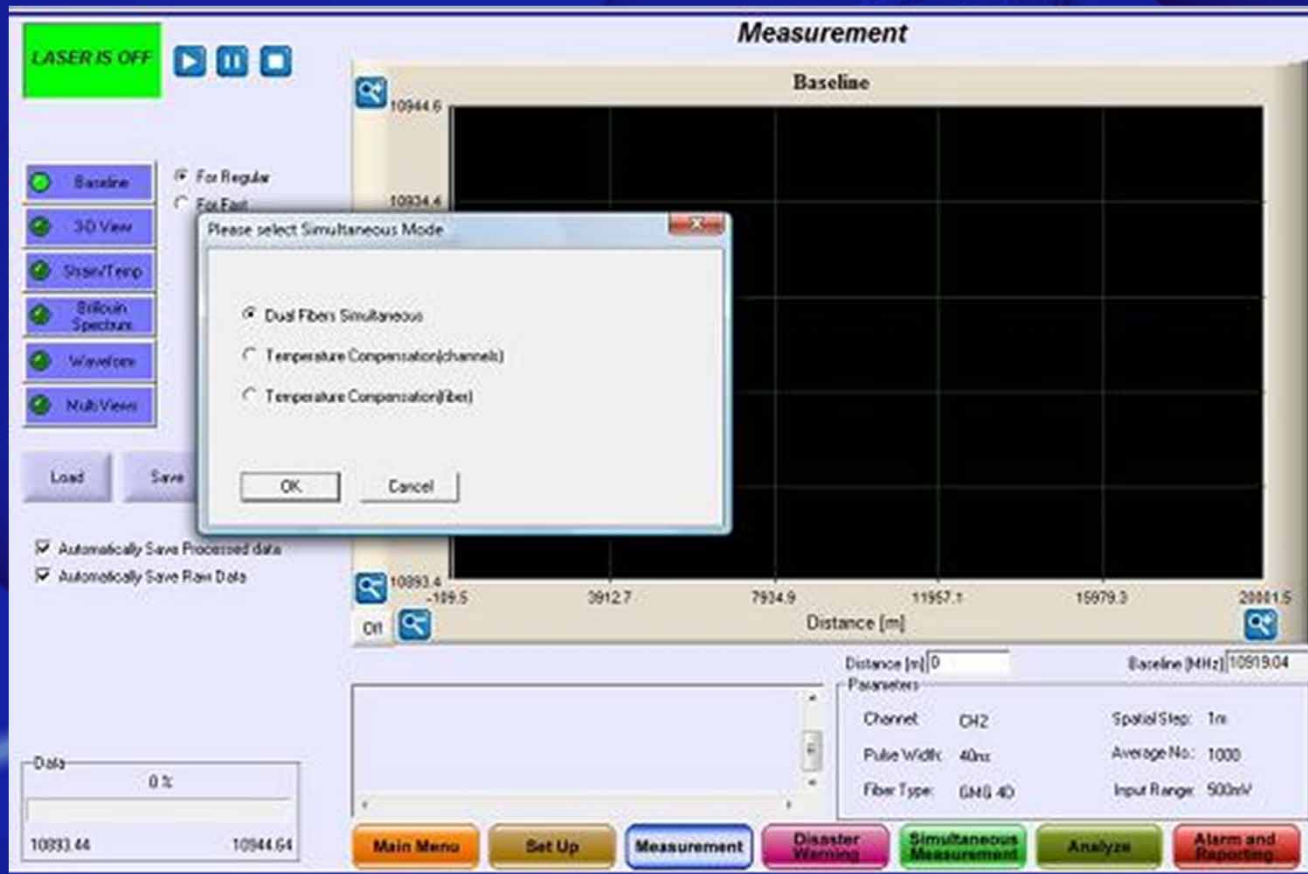 Measurement
LASER IS OFF
Baseline
10944.6
10934.4
10893.4
-109.5 3912.7 7934.9 11957.1 15979.3 20001.5
Distance [m]
Off
Baseline
3-D View
Strain/Temp
Brillouin
Spectrum
Waveform
Multi Views
For Regular
For Fast
Please select Simultaneous Mode
Dual Fibers Simultaneous
Temperature Compensation(channels)
Temperature Compensation(fiber)
OK Cancel
Load Save
Automatically Save Processed data
Automatically Save Raw Data
Distance [m] 0 Baseline [MHz] 10919.04
Parameters
Channel: CH2 Spatial Step: 1m
Pulse Width: 40ns Average No.: 1000
Fiber Type: GMG 4D Input Range: 500mV
Data
0 %
10893.44 10944.64
Main Menu
Set Up
Measurement
Disaster
Warning
Simultaneous
Measurement
Analyze
Alarm and
Reporting